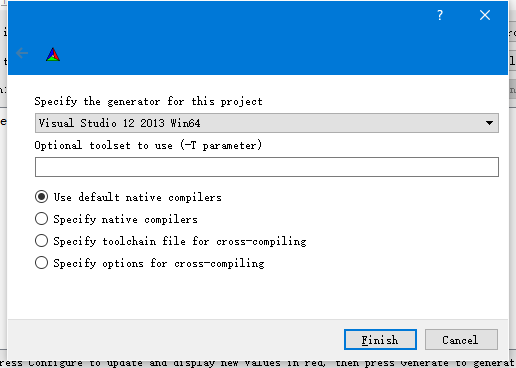 ?
Specify the generator for this project
Visual Studio 12 2013 Win64
Optional toolset to use (-T parameter)
Use default native compilers
Specify native compilers
Specify toolchain file for cross-compiling
Specify options for cross-compiling
Finish
Cancel
ress Configure to update and display new values in red, then press Generate to generat